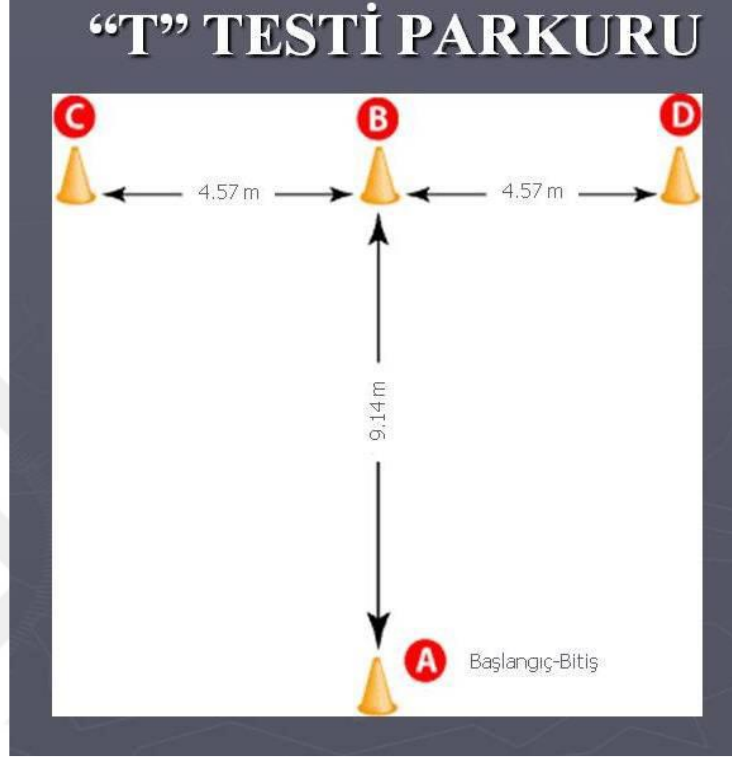 “T” TESTİ PARKURU
C B D
4.57 m 4.57 m
9.14 m
A Başlangıç-Bitiş